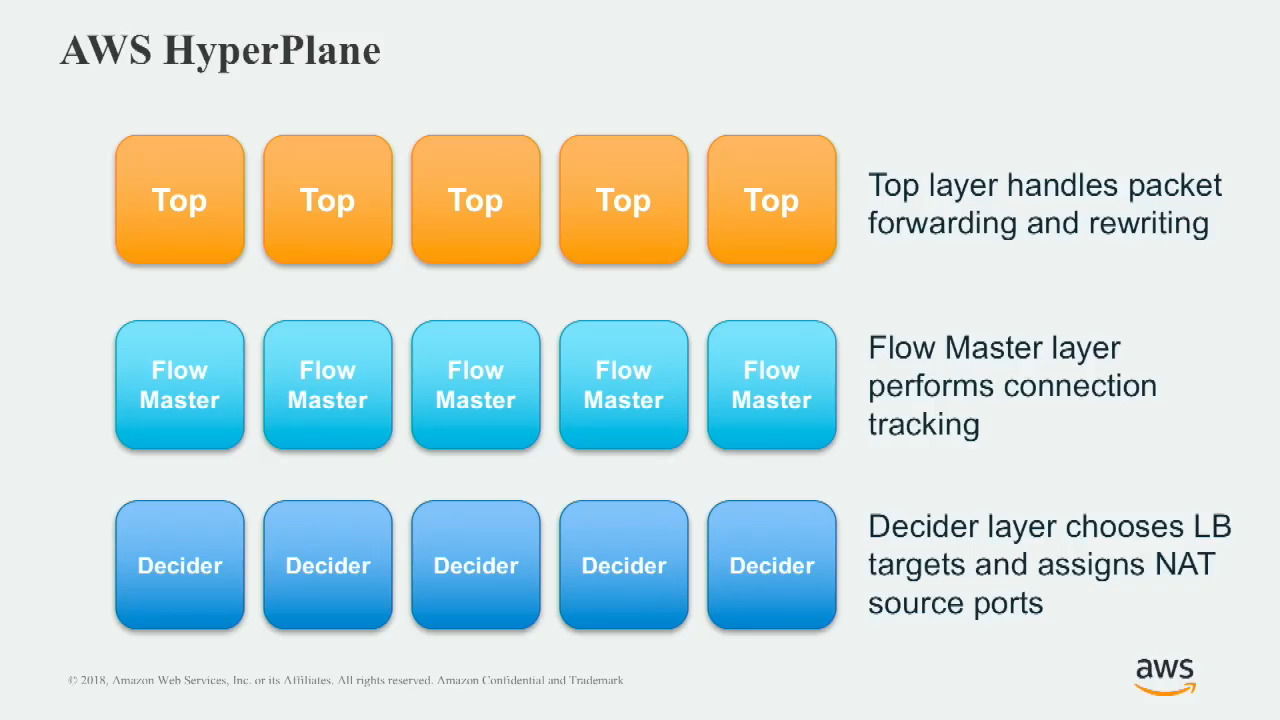 AWS HyperPlane
Top Top Top Top Top
Top layer handles packet
forwarding and rewriting
Flow Flow Flow Flow Flow
Master Master Master Master Master
Flow Master layer
performs connection
tracking
Decider Decider Decider Decider Decider
Decider layer chooses LB
targets and assigns NAT
source ports
© 2018, Amazon Web Services, Inc. or its Affiliates. All rights reserved. Amazon Confidential and Trademark
aws